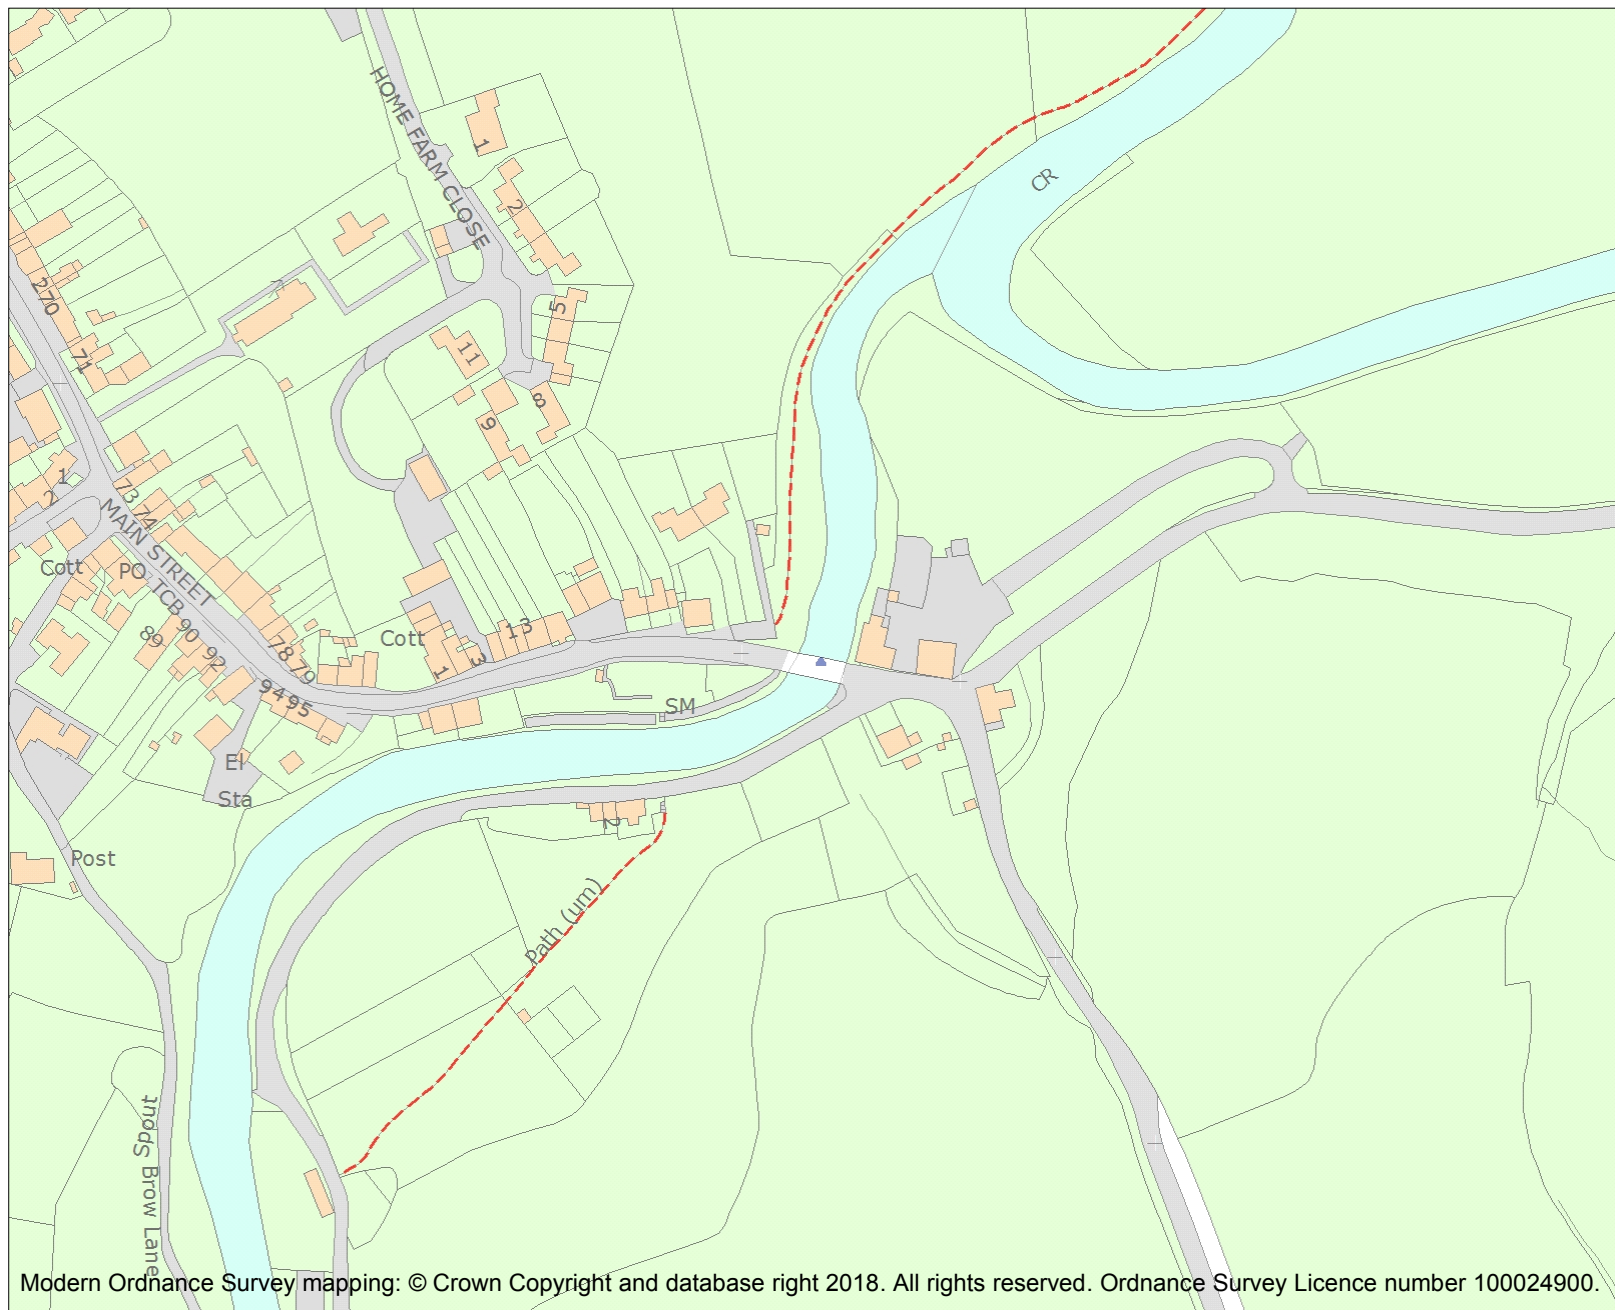 HOME FARM CLOSE
1
2
CR
270
5
71
11
8
9
1
2
73
74
MAIN STREET
Cott
PO
TCB
90
89
92
78
79
Cott
13
1
3
94
95
SM
El
Sta
2
Post
Path (um)
Spout Brow Lane
Modern Ordnance Survey mapping: © Crown Copyright and database right 2018. All rights reserved. Ordnance Survey Licence number 100024900.